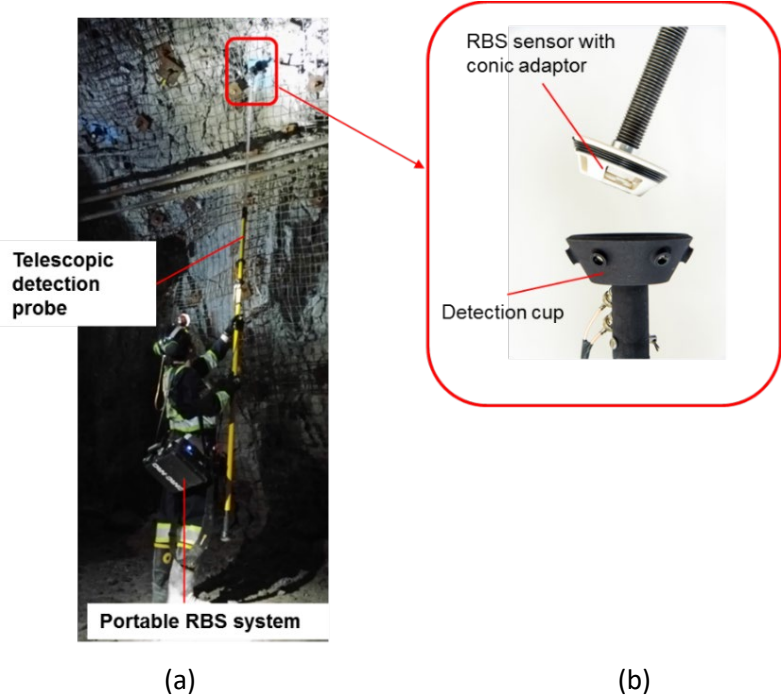 Telescopic
detection
probe
Portable RBS system
RBS sensor with
conic adaptor
Detection cup
(a)
(b)